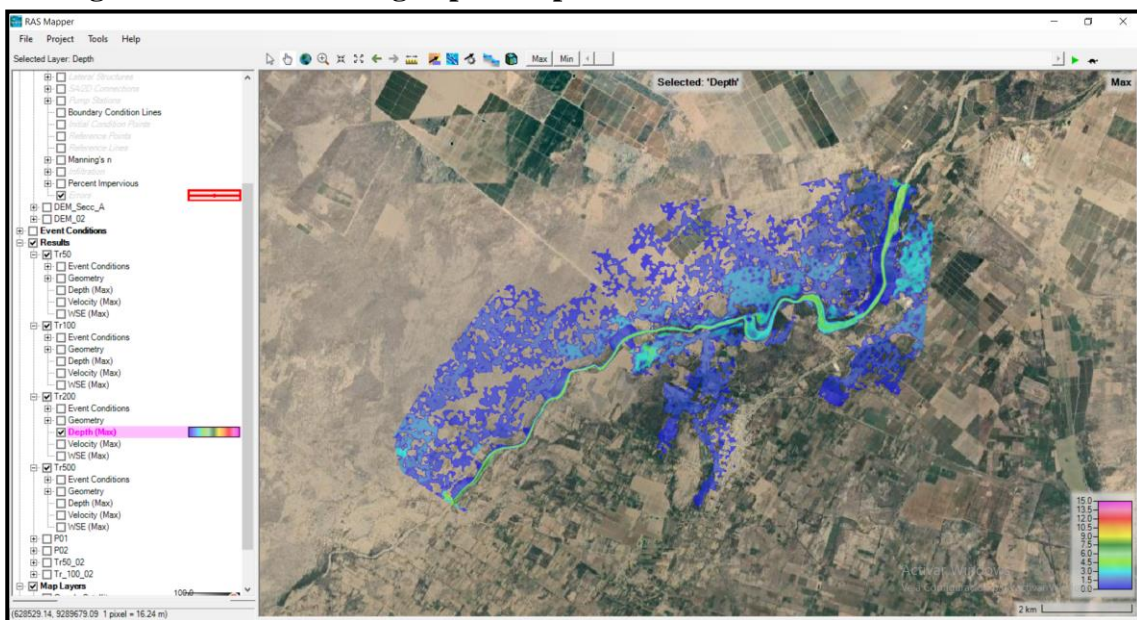 RAS Mapper
File Project Tools Help
Selected Layer: Depth
Max Min
Selected: 'Depth'
Max
Lateral Structures
SA/2D Connections
Pump Stations
Boundary Condition Lines
Initial Condition Points
Reference Points
Reference Lines
Manning's n
Infiltration
Percent Impervious
Errors
DEM_Secc_A
DEM_02
Event Conditions
Results
Tr50
Event Conditions
Geometry
Depth (Max)
Velocity (Max)
WSE (Max)
Tr100
Event Conditions
Geometry
Depth (Max)
Velocity (Max)
WSE (Max)
Tr200
Event Conditions
Geometry
Depth (Max)
Velocity (Max)
WSE (Max)
Tr500
Event Conditions
Geometry
Depth (Max)
Velocity (Max)
WSE (Max)
P01
P02
Tr50_02
Tr_100_02
Map Layers
100.0
15.0
13.5
12.0
10.5
9.0
7.5
6.0
4.5
3.0
1.5
0.0
2 km
(628529.14, 9289679.09 1 pixel = 16.24 m)